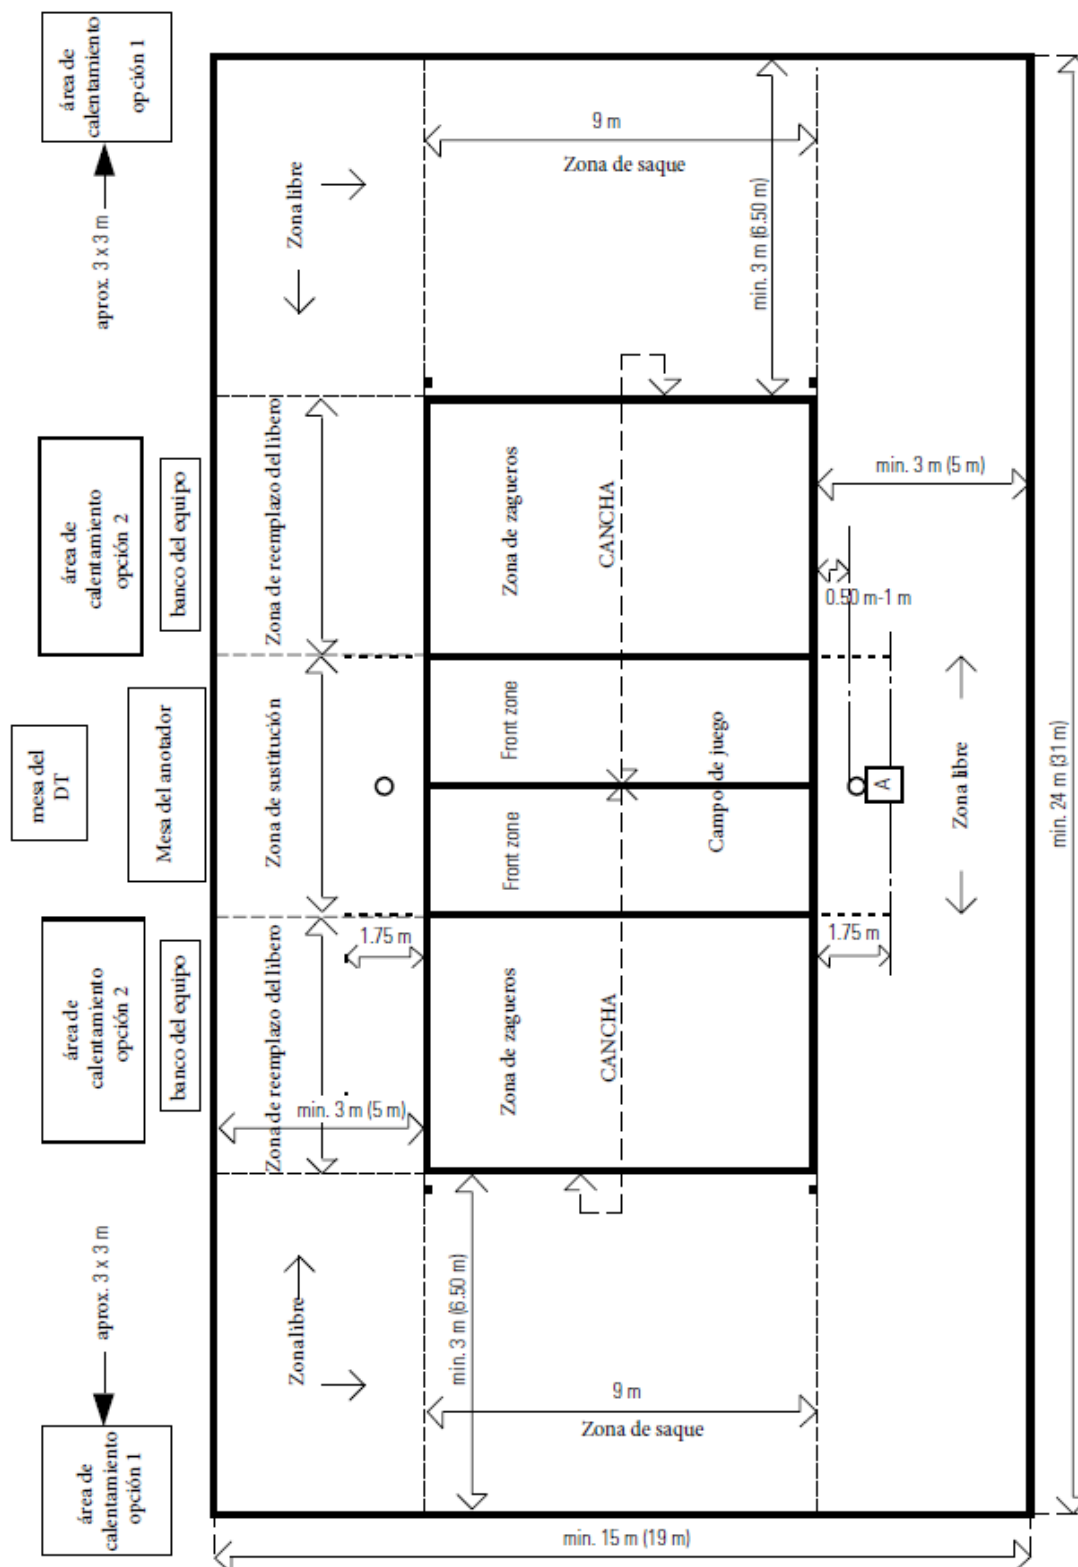 área de
calentamiento
opción 1
aprox. 3 x 3 m
Zona libre
9 m
Zona de saque
min. 3 m (6.50 m)
área de
calentamiento
opción 2
banco del equipo
Zona de reemplazo del libero
Zona de zagueros
CANCHA
min. 3 m (5 m)
0.50 m-1 m
mesa del
DT
Mesa del anotador
Zona de sustitución
Front zone
Front zone
Campo de juego
A
Zona libre
min. 24 m (31 m)
área de
calentamiento
opción 2
banco del equipo
Zona de reemplazo del libero
1.75 m
1.75 m
Zona de zagueros
CANCHA
min. 3 m (5 m)
aprox. 3 x 3 m
Zona libre
min. 3 m (6.50 m)
9 m
Zona de saque
área de
calentamiento
opción 1
min. 15 m (19 m)